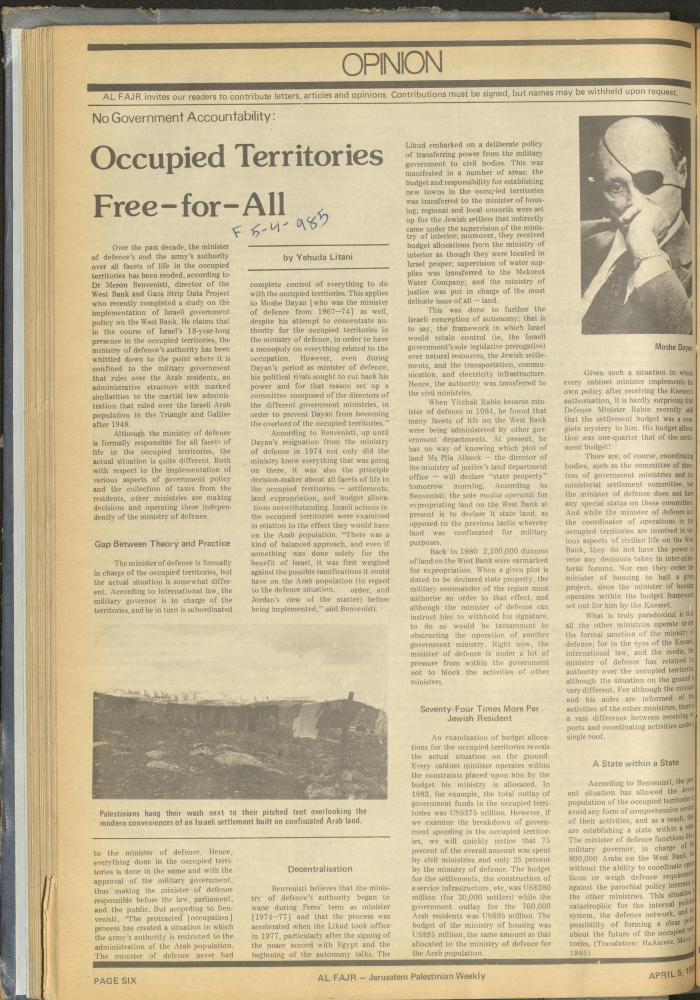 OPINION
AL FAJR invites our readers to contribute letters, articles and opinions. Contributions must be signed, but names may be withheld upon request.
No Government Accountability:
Occupied Territories
Free-for-All
F 5-4-985
by Yehuda Litani
Over the past decade, the minister
of defence's and the army's authority
over all facets of life in the occupied
territories has been eroded, according to
Dr Meron Benvenisti, director of the
West Bank and Gaza Strip Data Project
who recently completed a study on the
implementation of Israeli government
policy on the West Bank. He claims that
in the course of Israel's 18-year-long
presence in the occupied territories, the
ministry of defence's authority has been
whittled down to the point where it is
confined to the military government
that rules over the Arab residents, an
administrative structure with marked
similarities to the martial law adminis-
tration that ruled over the Israeli Arab
population in the Triangle and Galilee
after 1948.
Although the ministry of defence
is formally responsible for all facets of
life in the occupied territories, the
actual situation is quite different. Both
with respect to the implementation of
various aspects of government policy
and the collection of taxes from the
residents, other ministries are making
decisions and operating there indepen-
dently of the ministry of defence.
Gap Between Theory and Practice
The minister of defence is formally
in charge of the occupied territories, but
the actual situation is somewhat differ-
ent. According to international law, the
military governor is in charge of the
territories, and he in turn is subordinated
Palestinians hang their wash next to their pitched tent overlooking the
modern conveniences of an Israeli settlement built on confiscated Arab land.
to the minister of defence. Hence,
everything done in the occupied terri-
tories is done in the name and with the
approval of the military government,
thus making the minister of defence
responsible before the law, parliament,
and the public. But according to Ben-
venisti, "The protracted [occupation]
process has created a situation in which
the army's authority is restricted to the
administration of the Arab population.
The minister of defence never had
complete control of everything to do
with the occupied territories. This applies
to Moshe Dayan [who was the minister
of defence from 1967-74] as well,
despite his attempt to concentrate au-
thority for the occupied territories in
the ministry of defence, in order to have
a monopoly on everything related to the
occupation. However, even during
Dayan's period as minister of defence,
his political rivals sought to cut back his
power and for that reason set up a
committee composed of the directors of
the different government ministries, in
order to prevent Dayan from becoming
the overlord of the occupied territories."
According to Benvenisti, up until
Dayan's resignation from the ministry
of defence in 1974 not only did the
ministry know everything that was going
on there, it was also the principle
decision-maker about all facets of life in
the occupied territories — settlements,
land expropriation, and budget alloca-
tions notwithstanding. Israeli actions in
the occupied territories were examined
in relation to the effect they would have
on the Arab population. "There was a
kind of balanced approach, and even if
something was done solely for the
benefit of Israel, it was first weighed
against the possible ramifications it could
have on the Arab population (in regard
to the defence situation, order, and
Jordan's view of the matter) before
being implemented," said Benvenisti.
Decentralisation
Benvenisti believes that the minis-
try of defence's authority began to
wane during Peres' term as minister
[1974-77] and that the process was
accelerated when the Likud took office
in 1977, particularly after the signing of
the peace accord with Egypt and the
beginning of the autonomy talks. The
Likud embarked on a deliberate policy
of transferring power from the military
government to civil bodies. This was
manifested in a number of areas: the
budget and responsibility for establishing
new towns in the occupied territories
was transferred to the minister of hous-
ing; regional and local councils were set
up for the Jewish settlers that indirectly
came under the supervision of the minis-
try of interior; moreover, they received
budget allocations from the ministry of
interior as though they were located in
Israel proper; supervision of water sup-
plies was transferred to the Mekorot
Water Company; and the ministry of
justice was put in charge of the most
delicate issue of all — land.
This was done to further the
Israeli conception of autonomy: that is
to say, the framework in which Israel
would retain control (ie, the Israeli
government's sole legislative prerogative)
over natural resources, the Jewish settle-
ments, and the transportation, commu-
nication, and electricity infrastructure.
Hence, the authority was transferred to
the civil ministries.
When Yitzhak Rabin became min-
ister of defence in 1984, he found that
many facets of life on the West Bank
were being administered by other gov-
ernment departments. At present, he
has no way of knowing which plot of
land Ms Plia Albeck — the director of
the ministry of justice's land department
office — will declare "state property"
tomorrow morning. According to
Benvenisti, the sole modus operandi for
expropriating land on the West Bank at
present is to declare it state land, as
opposed to the previous tactic whereby
land was confiscated for military
purposes.
Back in 1980 2,100,000 dunums
of land on the West Bank were earmarked
for expropriation. When a given plot is
slated to be declared state property, the
military commander of the region must
authorise an order to that effect, and
although the minister of defence can
instruct him to withhold his signature,
to do so would be tantamount to
obstructing the operation of another
government ministry. Right now, the
minister of defence is under a lot of
pressure from within the government
not to block the activities of other
ministers.
Seventy-Four Times More Per
Jewish Resident
An examination of budget alloca-
tions for the occupied territories reveals
the actual situation on the ground.
Every cabinet minister operates within
the constraints placed upon him by the
budget his ministry is allocated. In
1983, for example, the total outlay of
government funds in the occupied terri-
tories was US$375 million. However, if
we examine the breakdown of govern-
ment spending in the occupied territor-
ies, we will quickly notice that 75
percent of the overall amount was spent
by civil ministries and only 25 percent
by the ministry of defence. The budget
for the settlements, the construction of
a service infrastructure, etc, was US$280
million (for 30,000 settlers) while the
government outlay for the 760,000
Arab residents was US$95 million. The
budget of the ministry of housing was
US$95 million, the same amount as that
allocated to the ministry of defence for
the Arab population.
Moshe Dayan
Given such a situation in which
every cabinet minister implements his
own policy after receiving the Knesset's
authorisation, it is hardly surprising that
Defence Minister Rabin recently said
that the settlement budget was a com-
plete mystery to him. His budget alloca-
tion was one-quarter that of the settle-
ment budget!
There are, of course, coordinating
bodies, such as the committee of direc-
tors of government ministries and the
ministerial settlement committee, but
the minister of defence does not have
any special status on these committees.
And while the minister of defence and
the coordinator of operations in the
occupied territories are involved in var-
ious aspects of civilian life on the West
Bank, they do not have the power to
veto any decisions taken in inter-minis-
terial forums. Nor can they order the
minister of housing to halt a given
project, since the minister of housing
operates within the budget framework
set out for him by the Knesset.
What is truly paradoxical is that
all the other ministries operate under
the formal sanction of the ministry of
defence; for in the eyes of the Knesset,
international law, and the media, the
minister of defence has retained his
authority over the occupied territories,
although the situation on the ground is
very different. For although the minister
and his aides are informed of the
activities of the other ministries, there is
a vast difference between receiving re-
ports and coordinating activities under a
single roof.
A State within a State
According to Benvenisti, the pres-
ent situation has allowed the Jewish
population of the occupied territories to
avoid any form of comprehensive control
of their activities, and as a result, they
are establishing a state within a state.
The minister of defence functions like a
military governor, in charge of the
800,000 Arabs on the West Bank,
without the ability to coordinate opera-
tions or weigh defence requirements
against the parochial policy interests of
the other ministries. This situation is
catastrophic for the internal political
system, the defence network, and the
possibility of forming a clear policy
about the future of the occupied terri-
tories, (Translation: HaAaretz, March
1985)
PAGE SIX
AL-FAJR — Jerusalem Palestinian Weekly
APRIL 5, 19